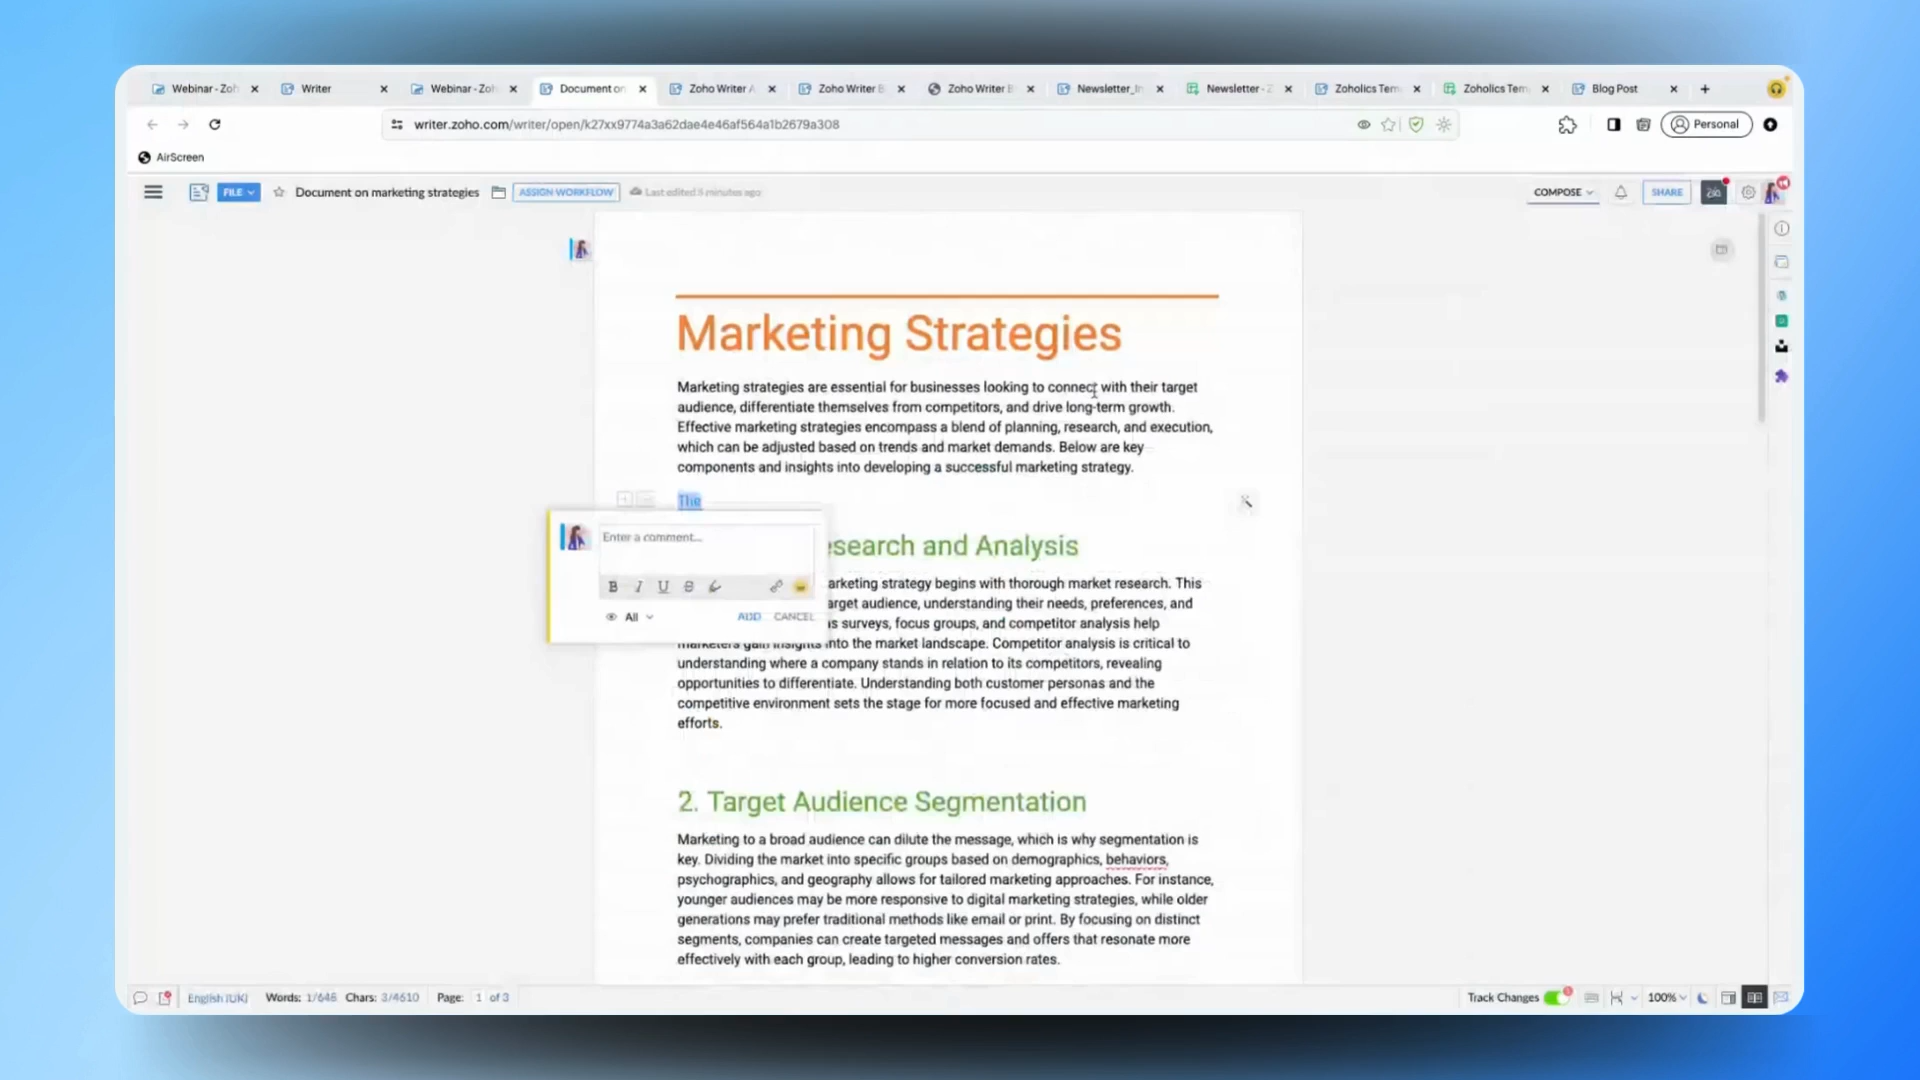 Webinar - Zoh
Writer
Webinar - Zoh
Document on
Zoho Writer A
Zoho Writer B
Zoho Writer B
Newsletter_In
Newsletter - Z
Zoholics Tem
Zoholics Tem
Blog Post
writer.zoho.com/writer/open/k27xx9774a3a62dae4e46af564a1b2679a308
Personal
AirScreen
FILE
Document on marketing strategies
ASSIGN WORKFLOW
Last edited 5 minutes ago
COMPOSE
SHARE
Marketing Strategies
Marketing strategies are essential for businesses looking to connect with their target
audience, differentiate themselves from competitors, and drive long-term growth.
Effective marketing strategies encompass a blend of planning, research, and execution,
which can be adjusted based on trends and market demands. Below are key
components and insights into developing a successful marketing strategy.
The
Enter a comment...
B I U S
All
ADD CANCEL
esearch and Analysis
arketing strategy begins with thorough market research. This
arget audience, understanding their needs, preferences, and
as surveys, focus groups, and competitor analysis help
marketers gain insights into the market landscape. Competitor analysis is critical to
understanding where a company stands in relation to its competitors, revealing
opportunities to differentiate. Understanding both customer personas and the
competitive environment sets the stage for more focused and effective marketing
efforts.
2. Target Audience Segmentation
Marketing to a broad audience can dilute the message, which is why segmentation is
key. Dividing the market into specific groups based on demographics, behaviors,
psychographics, and geography allows for tailored marketing approaches. For instance,
younger audiences may be more responsive to digital marketing strategies, while older
generations may prefer traditional methods like email or print. By focusing on distinct
segments, companies can create targeted messages and offers that resonate more
effectively with each group, leading to higher conversion rates.
English (UK)
Words: 1/646
Chars: 3/4610
Page: 1 of 3
Track Changes
100%